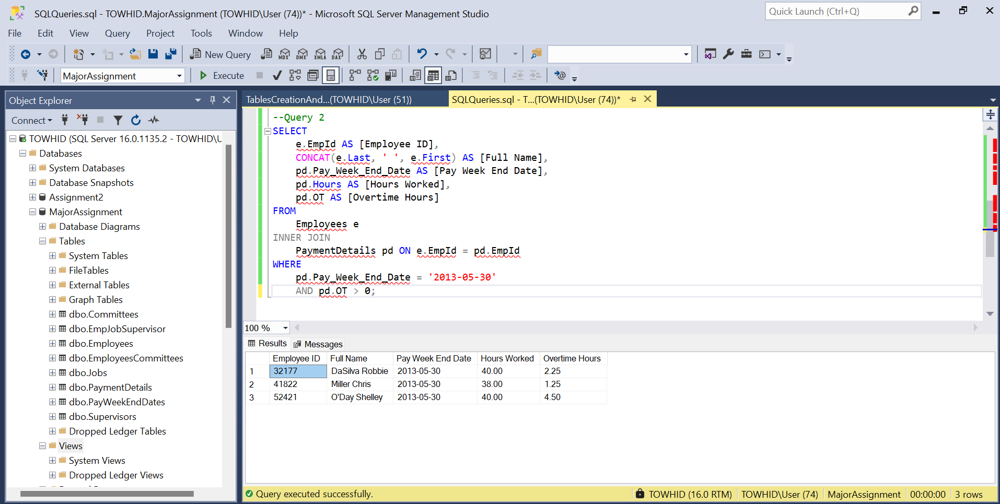 SQLQueries.sql - TOWHID.MajorAssignment (TOWHID\User (74))* - Microsoft SQL Server Management Studio
Quick Launch (Ctrl+Q)
File Edit View Query Project Tools Window Help
New Query MDX DMX XMLA DAX
MajorAssignment Execute
Object Explorer
Connect
TOWHID (SQL Server 16.0.1135.2 - TOWHID\U
Databases
System Databases
Database Snapshots
Assignment2
MajorAssignment
Database Diagrams
Tables
System Tables
FileTables
External Tables
Graph Tables
dbo.Committees
dbo.EmpJobSupervisor
dbo.Employees
dbo.EmployeesCommittees
dbo.Jobs
dbo.PaymentDetails
dbo.PayWeekEndDates
dbo.Supervisors
Dropped Ledger Tables
Views
System Views
Dropped Ledger Views
TablesCreationAnd...(TOWHID\User (51))
SQLQueries.sql - T...(TOWHID\User (74))*
--Query 2
SELECT
e.EmpId AS [Employee ID],
CONCAT(e.Last, ' ', e.First) AS [Full Name],
pd.Pay_Week_End_Date AS [Pay Week End Date],
pd.Hours AS [Hours Worked],
pd.OT AS [Overtime Hours]
FROM
Employees e
INNER JOIN
PaymentDetails pd ON e.EmpId = pd.EmpId
WHERE
pd.Pay_Week_End_Date = '2013-05-30'
AND pd.OT > 0;
100 %
Results Messages
Employee ID Full Name Pay Week End Date Hours Worked Overtime Hours
1 32177 DaSilva Robbie 2013-05-30 40.00 2.25
2 41822 Miller Chris 2013-05-30 38.00 1.25
3 52421 O'Day Shelley 2013-05-30 40.00 4.50
Query executed successfully.
TOWHID (16.0 RTM) TOWHID\User (74) MajorAssignment 00:00:00 3 rows